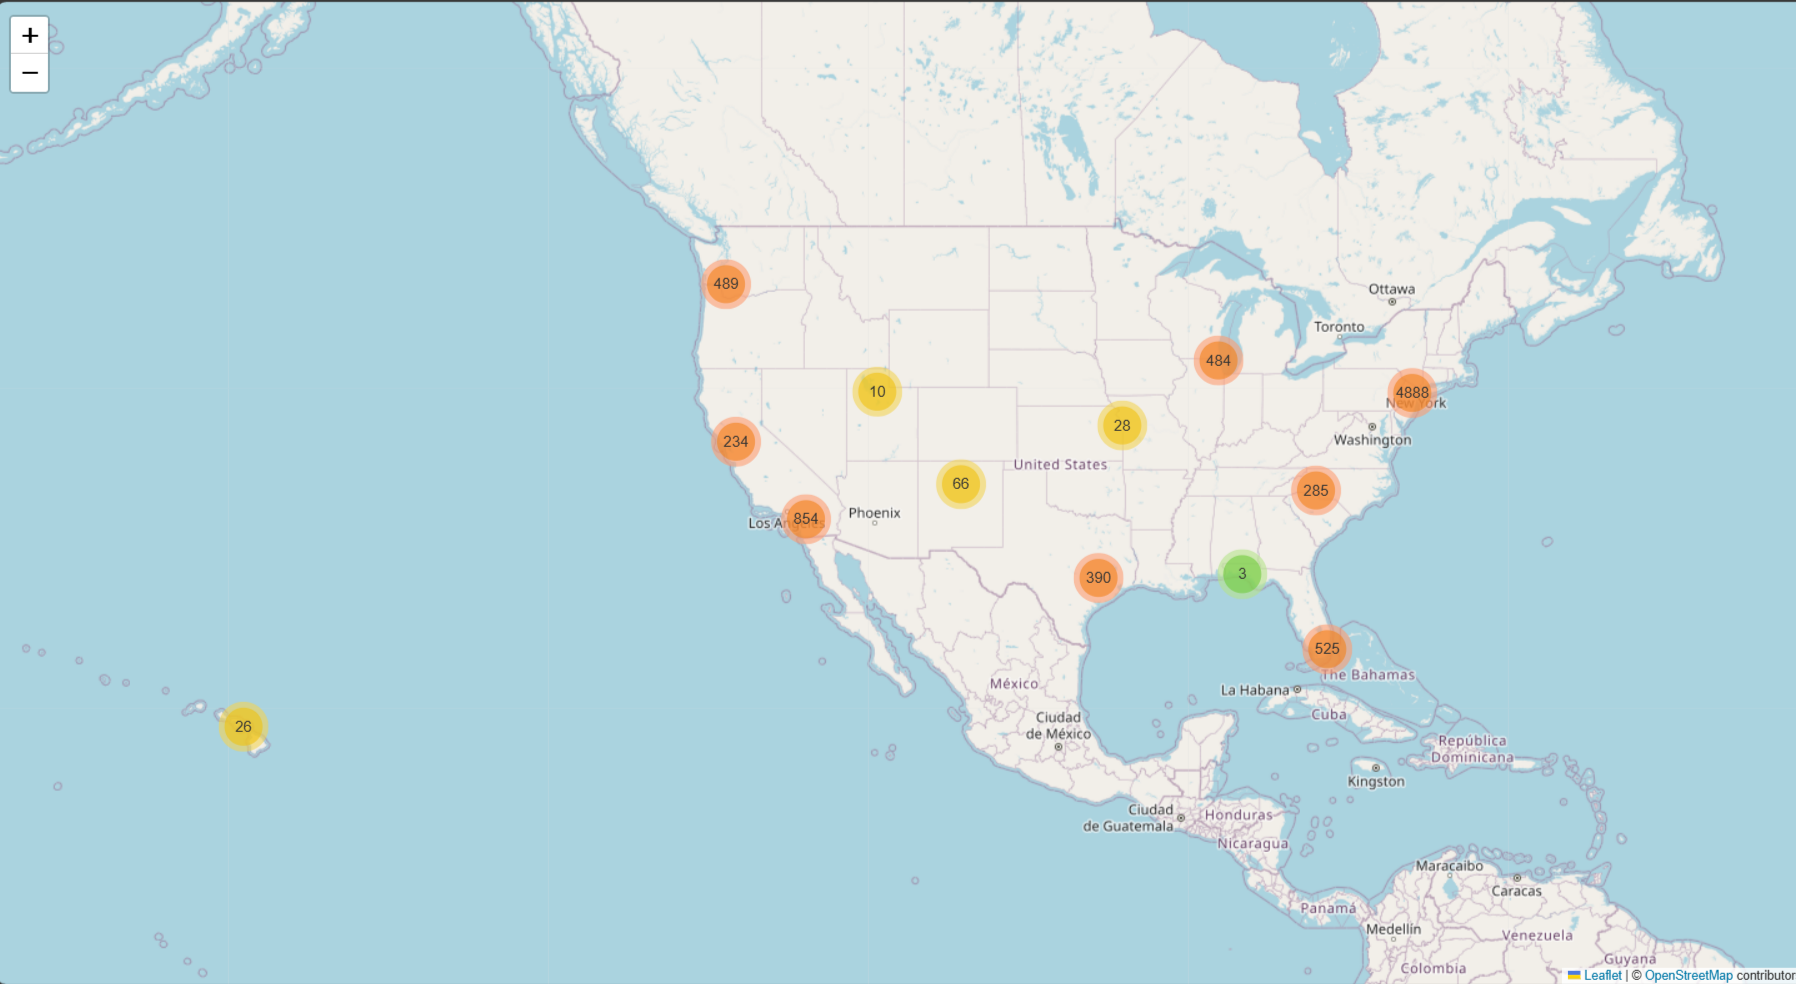 +
−
Ottawa
489
Toronto
484
10
4888
New York
28
Washington
234
United States
66
285
Phoenix
854
Los Angeles
3
390
525
The Bahamas
México
La Habana
Cuba
Ciudad
de México
26
República
Dominicana
Kingston
Ciudad
de Guatemala
Honduras
Nicaragua
Maracaibo
Caracas
Panamá
Medellín
Venezuela
Guyana
Colombia
Leaflet | © OpenStreetMap contributor